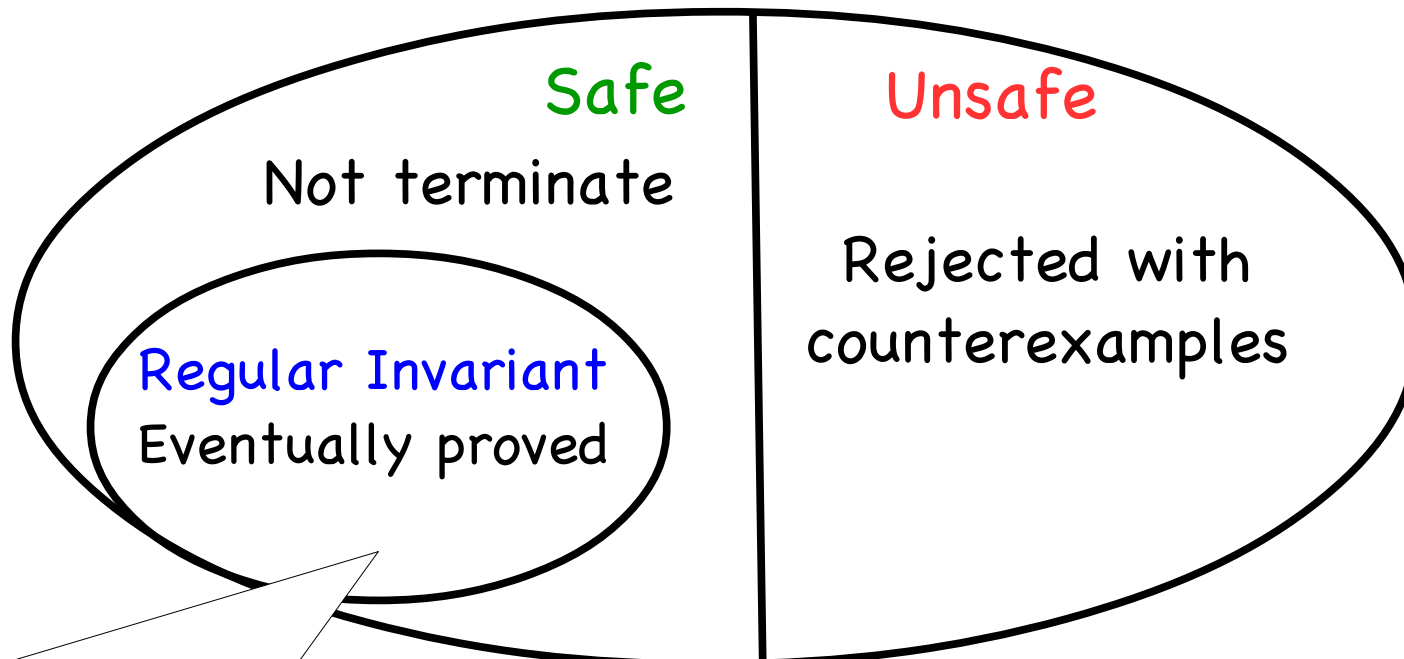 Safe
Not terminate
Regular Invariant
Eventually proved
Unsafe
Rejected with
counterexamples